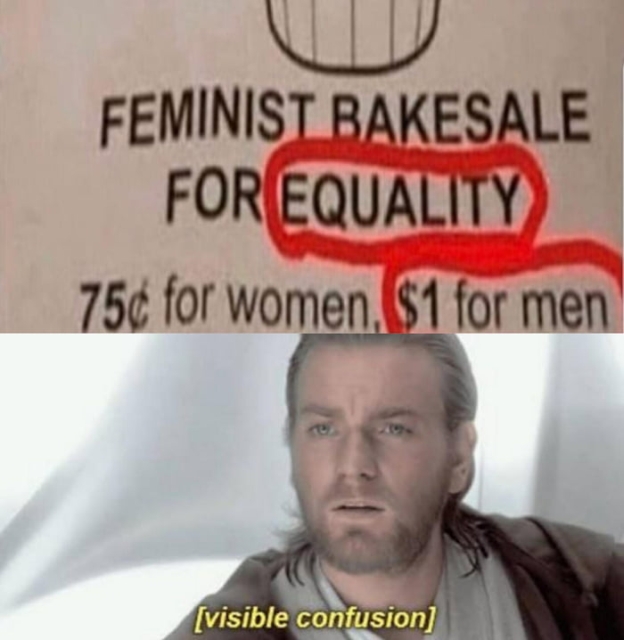 FEMINIST BAKESALE
FOR EQUALITY
75¢ for women, $1 for men
[visible confusion]